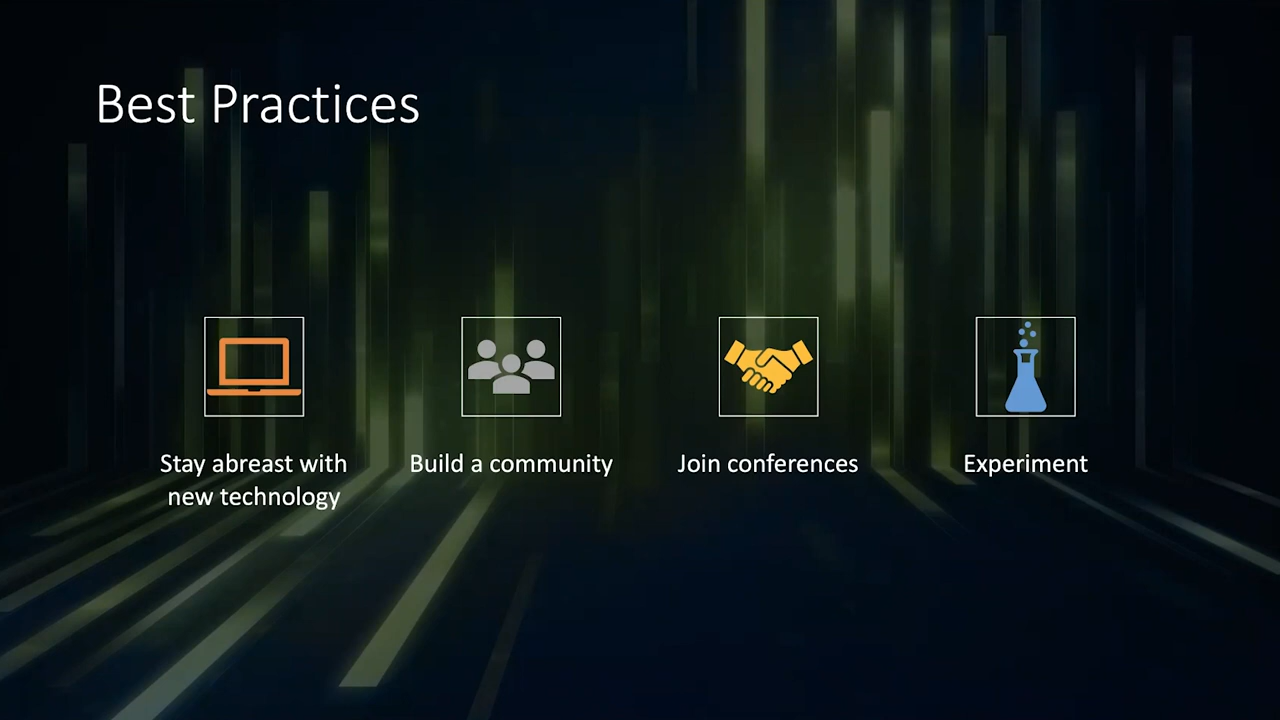 Best Practices
Stay abreast with
new technology
Build a community
Join conferences
Experiment